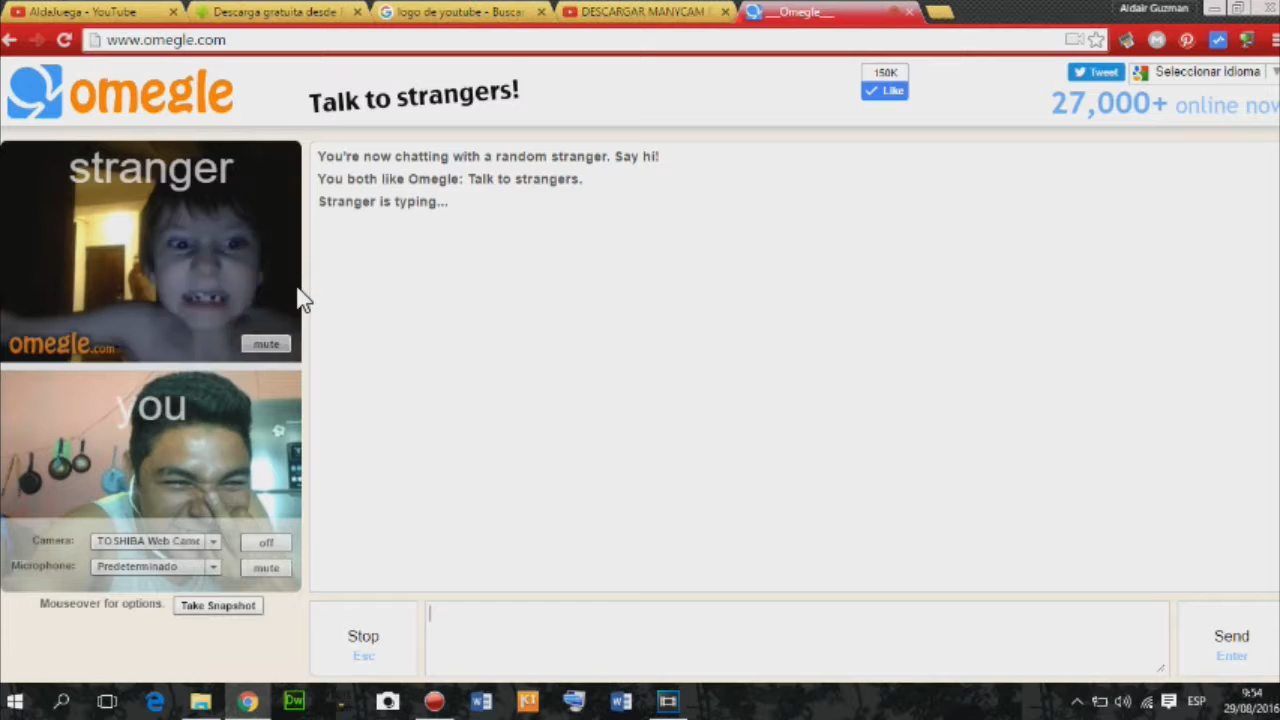 AldaJuega - YouTube
Descarga gratuita desde
logo de youtube - Buscar
DESCARGAR MANYCAM
__Omegle__
Aldair Guzman
www.omegle.com
omegle
Talk to strangers!
150K
Like
Tweet
Seleccionar Idioma
27,000+ online now
stranger
omegle.com
mute
You're now chatting with a random stranger. Say hi!
You both like Omegle: Talk to strangers.
Stranger is typing...
you
Camera:
TOSHIBA Web Came
off
Microphone:
Predeterminado
mute
Mouseover for options.
Take Snapshot
Stop
Esc
Send
Enter
Dw
ESP
9:54
29/08/2016